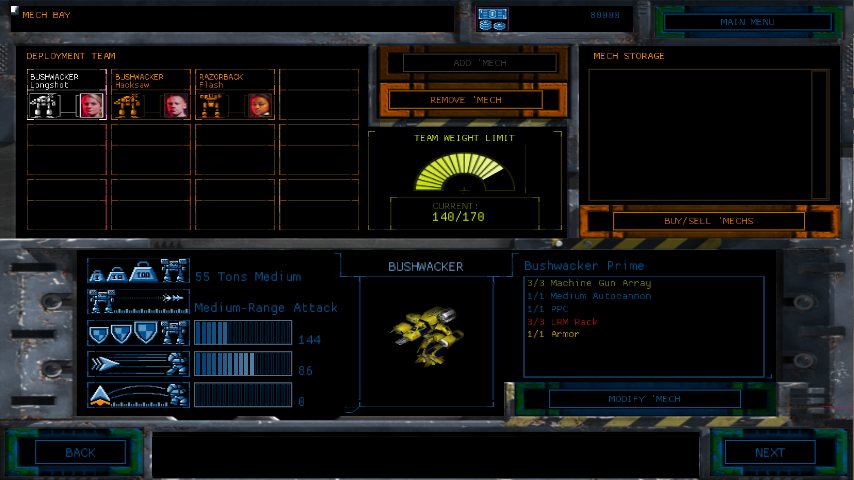 MECH BAY
80000
MAIN MENU
DEPLOYMENT TEAM
BUSHWACKER
Longshot
BUSHWACKER
Hacksaw
RAZORBACK
Flash
ADD 'MECH
REMOVE 'MECH
TEAM WEIGHT LIMIT
CURRENT:
140/170
MECH STORAGE
BUY/SELL 'MECHS
55 Tons Medium
Medium-Range Attack
144
86
0
BUSHWACKER
Bushwacker Prime
3/3 Machine Gun Array
1/1 Medium Autocannon
1/1 PPC
3/3 LRM Rack
1/1 Armor
MODIFY 'MECH
BACK
NEXT